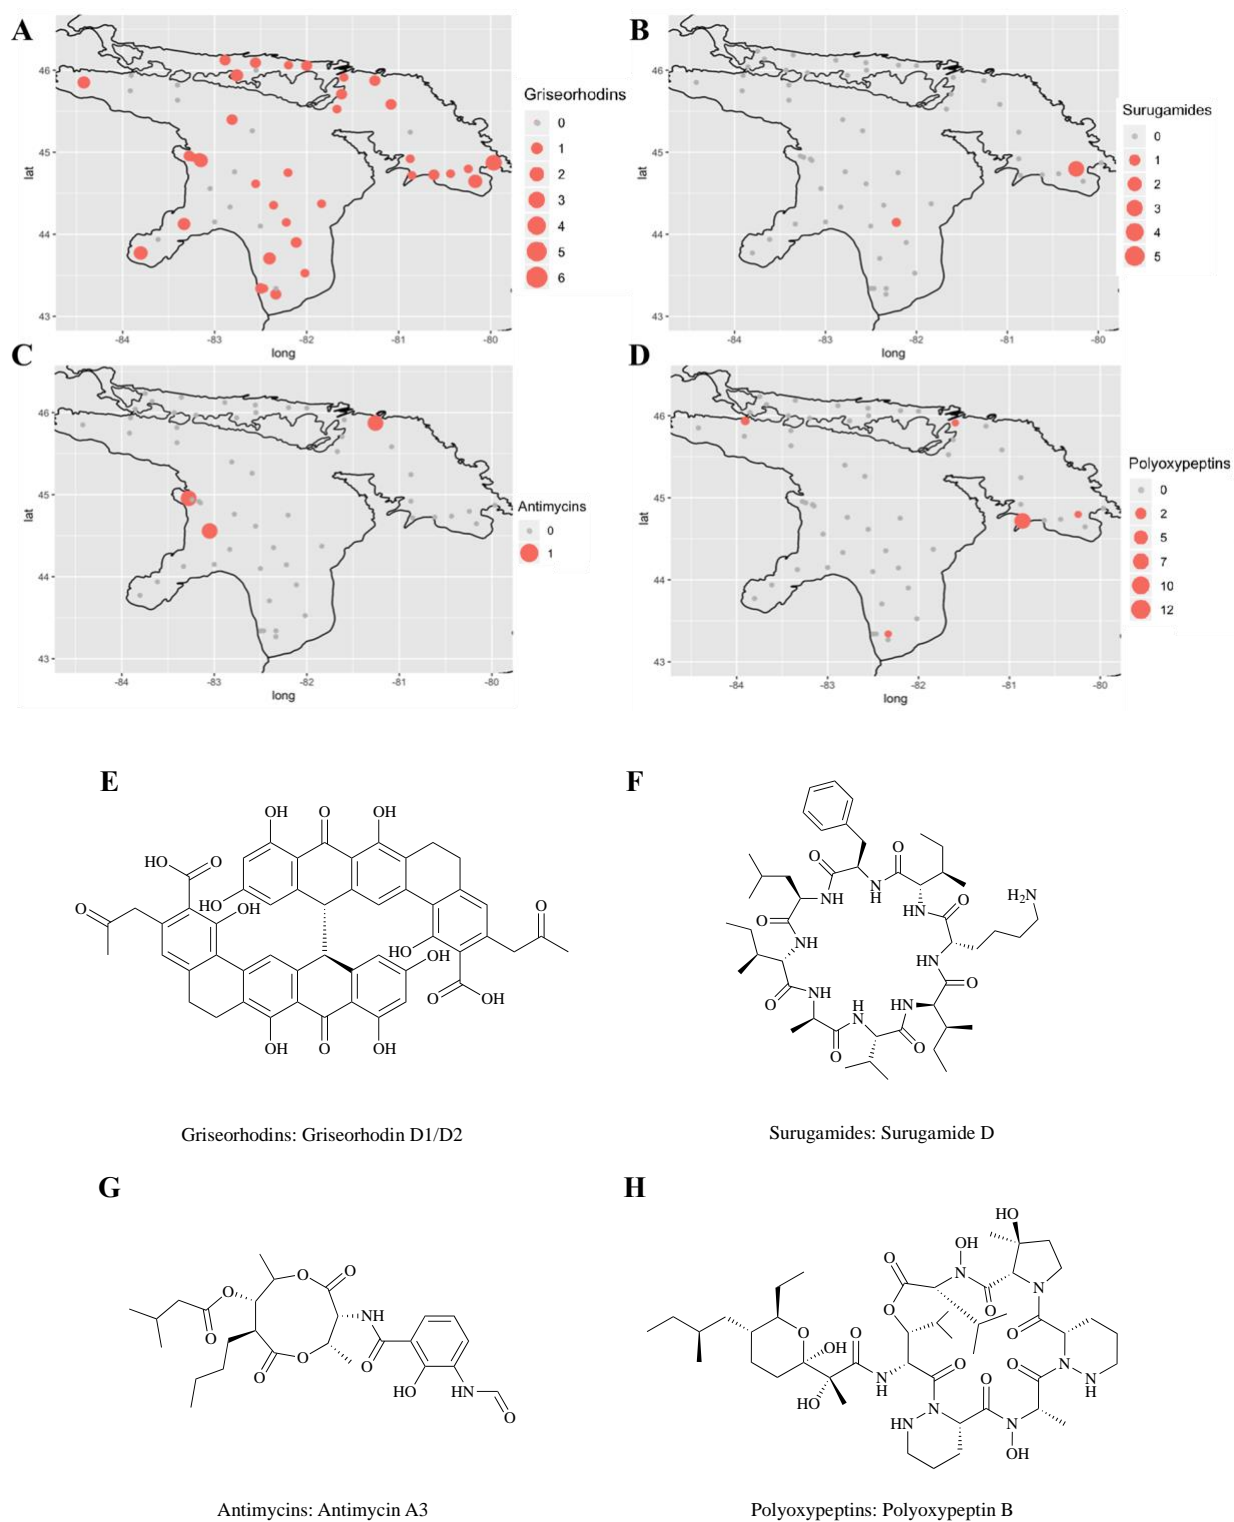 A
B
46
45
44
43
lat
-84
-83
-82
-81
-80
long
Griseorhodins
0
1
2
3
4
5
6
46
45
44
43
lat
-84
-83
-82
-81
-80
long
Surugamides
0
1
2
3
4
5
C
D
46
45
44
43
lat
-84
-83
-82
-81
-80
long
Antimycins
0
1
46
45
44
43
lat
-84
-83
-82
-81
-80
long
Polyoxypeptins
0
2
5
7
10
12
E
OH O OH
HO O
HO OH
O
O
HO OH
O OH
OH O OH
Griseorhodins: Griseorhodin D1/D2
F
O
O
NH
N
H
HN
O
H2N
O
NH
HN
O
O
NH
H
N
HN
O
O
Surugamides: Surugamide D
G
O
O
O
O
NH
O
O
O
HO
HN
O
Antimycins: Antimycin A3
H
HO
OH
N
O
O
O
N
O
OH
O
O
HO
N
H
O
O
N
N
H
HN
N
O
N
OH
Polyoxypeptins: Polyoxypeptin B